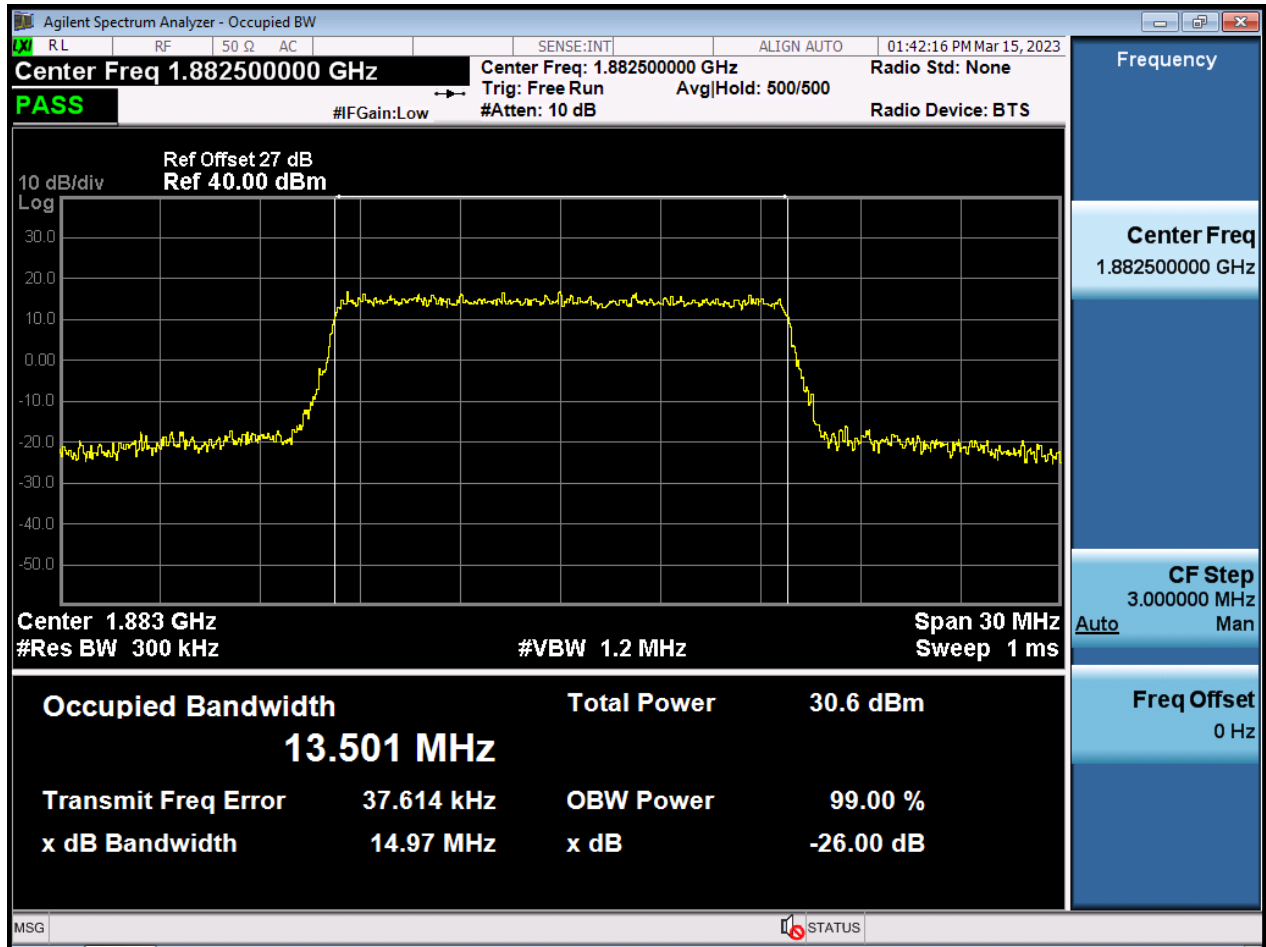 Agilent Spectrum Analyzer - Occupied BW
LXI RL RF 50 Ω AC SENSE:INT ALIGN AUTO 01:42:16 PM Mar 15, 2023
Center Freq 1.882500000 GHz
PASS
#IFGain:Low
Center Freq: 1.882500000 GHz
Trig: Free Run Avg|Hold: 500/500
#Atten: 10 dB
Radio Std: None
Radio Device: BTS
Ref Offset 27 dB
10 dB/div Ref 40.00 dBm
Log
30.0
20.0
10.0
0.00
-10.0
-20.0
-30.0
-40.0
-50.0
Center 1.883 GHz Span 30 MHz
#Res BW 300 kHz #VBW 1.2 MHz Sweep 1 ms
Occupied Bandwidth Total Power 30.6 dBm
13.501 MHz
Transmit Freq Error 37.614 kHz OBW Power 99.00 %
x dB Bandwidth 14.97 MHz x dB -26.00 dB
Frequency
Center Freq
1.882500000 GHz
CF Step
3.000000 MHz
Auto Man
Freq Offset
0 Hz
MSG STATUS